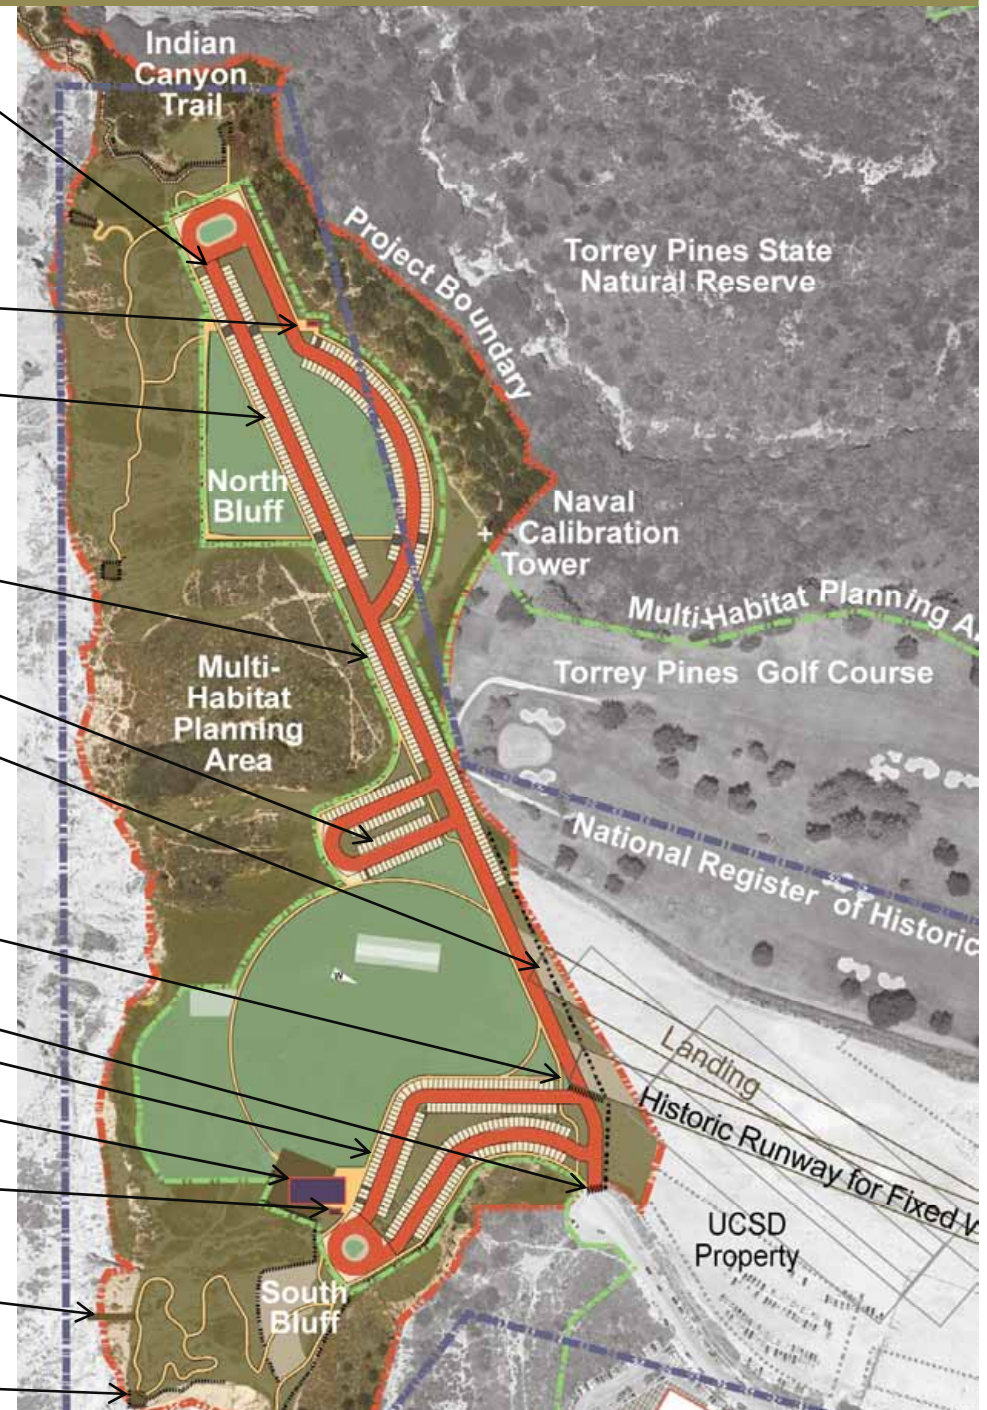 Indian
Canyon
Trail
Project Boundary
Torrey Pines State
Natural Reserve
North
Bluff
Naval
Calibration
Tower
Multi-Habitat Planning
Torrey Pines Golf Course
Multi-
Habitat
Planning
Area
National Register of Historic
W
Landing
Historic Runway for Fixed
UCSD
Property
South
Bluff